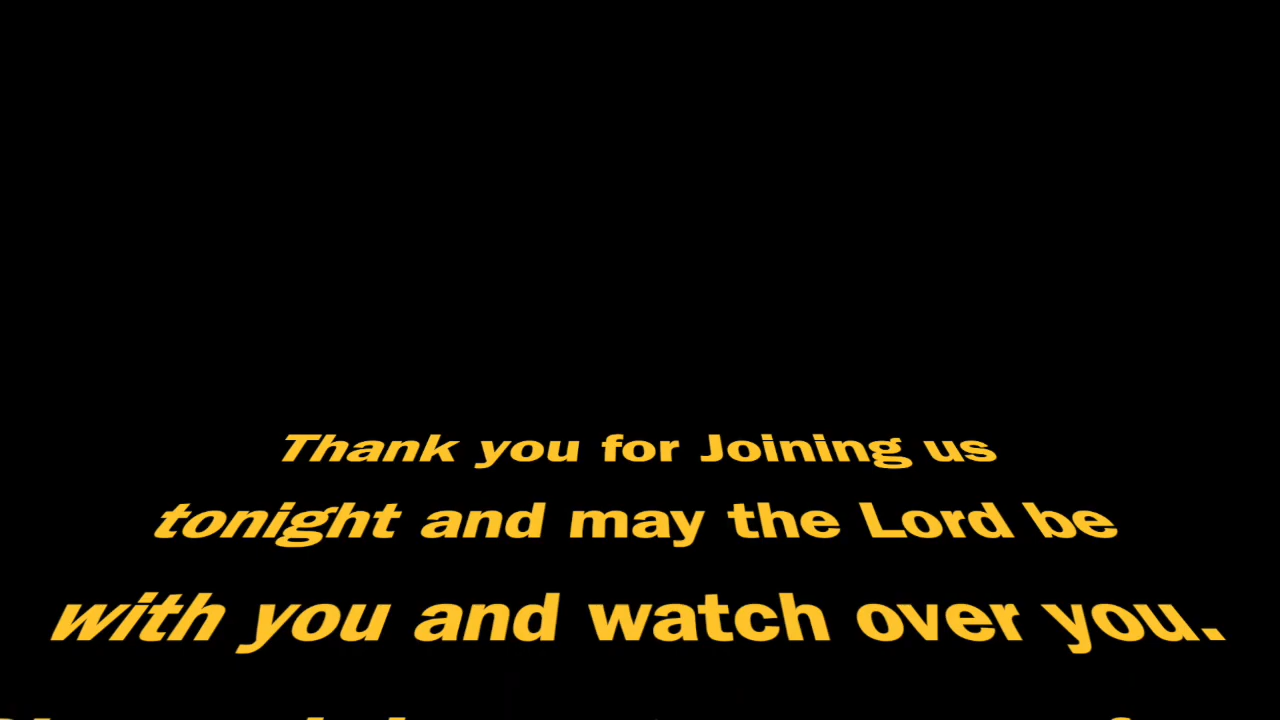 Thank you for Joining us
tonight and may the Lord be
with you and watch over you.